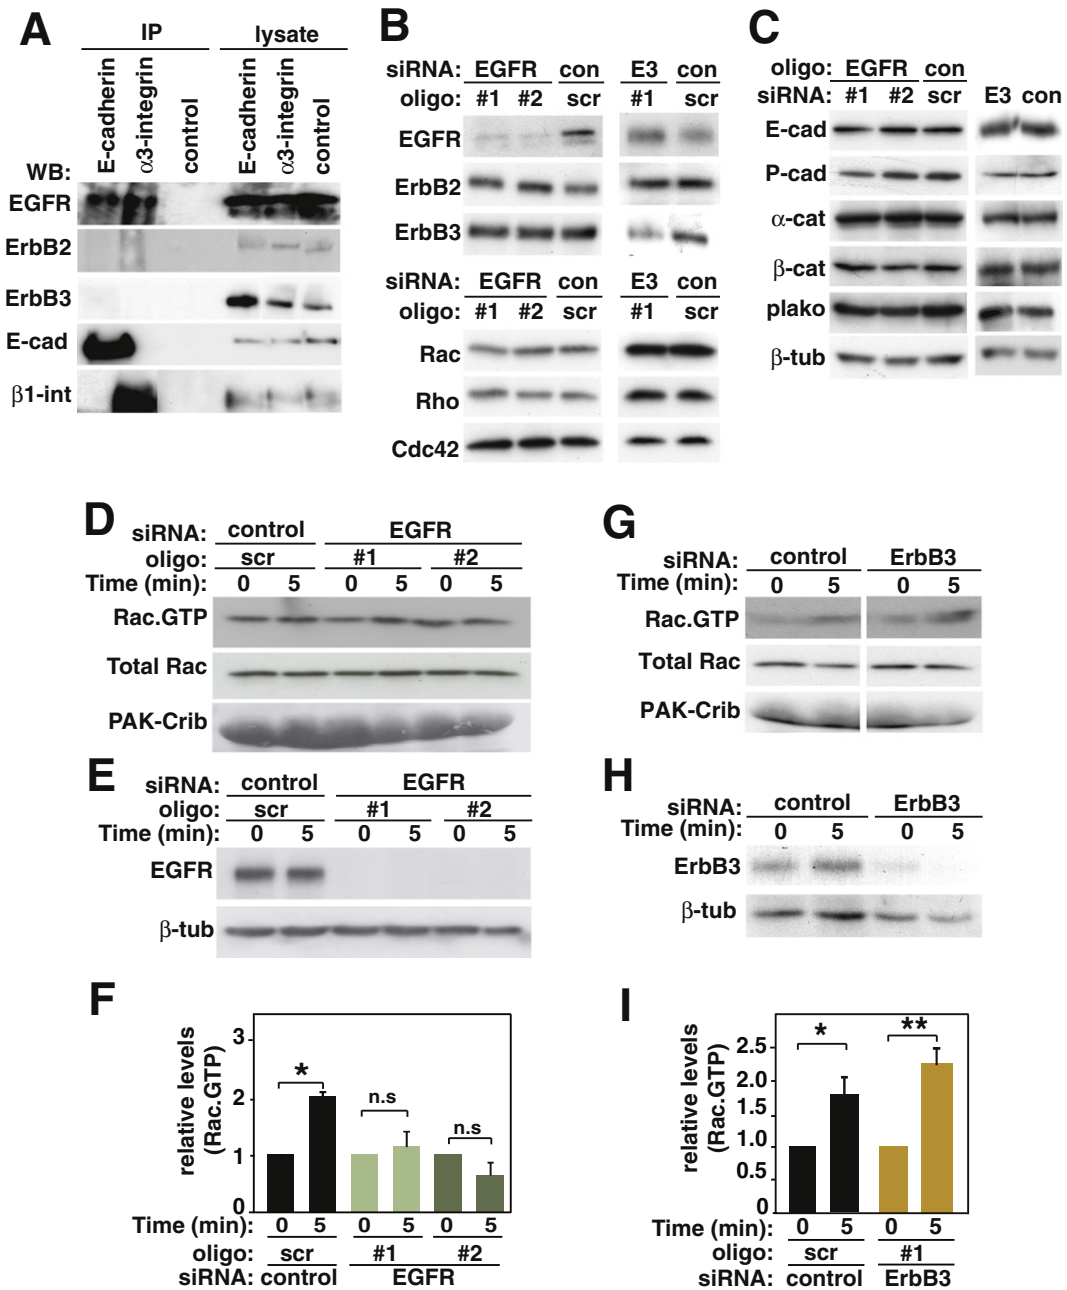 A
IP
lysate
E-cadherin
α3-integrin
control
E-cadherin
α3-integrin
control
WB:
EGFR
ErbB2
ErbB3
E-cad
β1-int
B
siRNA: EGFR con E3 con
oligo: #1 #2 scr #1 scr
EGFR
ErbB2
ErbB3
siRNA: EGFR con E3 con
oligo: #1 #2 scr #1 scr
Rac
Rho
Cdc42
C
oligo: EGFR con
siRNA: #1 #2 scr E3 con
E-cad
P-cad
α-cat
β-cat
plako
β-tub
D
siRNA: control EGFR
oligo: scr #1 #2
Time (min): 0 5 0 5 0 5
Rac.GTP
Total Rac
PAK-Crib
E
siRNA: control EGFR
oligo: scr #1 #2
Time (min): 0 5 0 5 0 5
EGFR
β-tub
F
relative levels
(Rac.GTP)
3
2
1
0
*
n.s
n.s
Time (min): 0 5 0 5 0 5
oligo: scr #1 #2
siRNA: control EGFR
G
siRNA: control ErbB3
Time (min): 0 5 0 5
Rac.GTP
Total Rac
PAK-Crib
H
siRNA: control ErbB3
Time (min): 0 5 0 5
ErbB3
β-tub
I
relative levels
(Rac.GTP)
2.5
2.0
1.5
1.0
0.5
0
*
**
Time (min): 0 5 0 5
oligo: scr #1
siRNA: control ErbB3